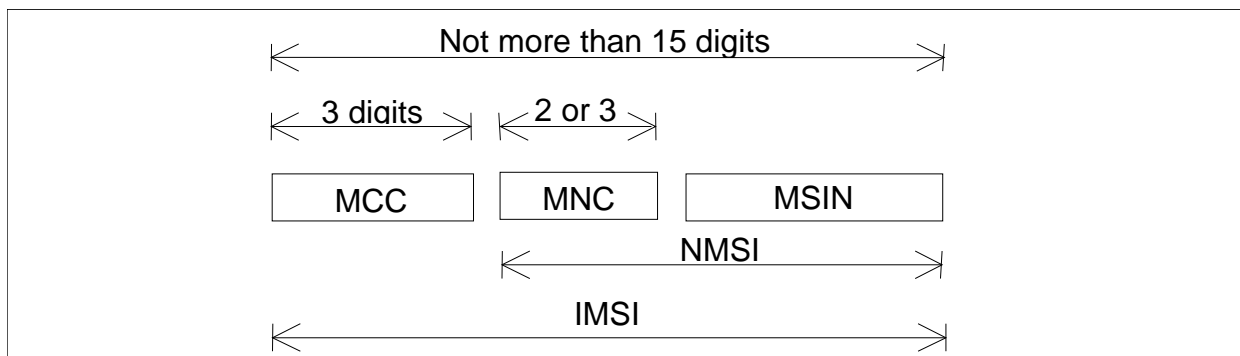 Not more than 15 digits
3 digits
2 or 3
MCC
MNC
MSIN
NMSI
IMSI